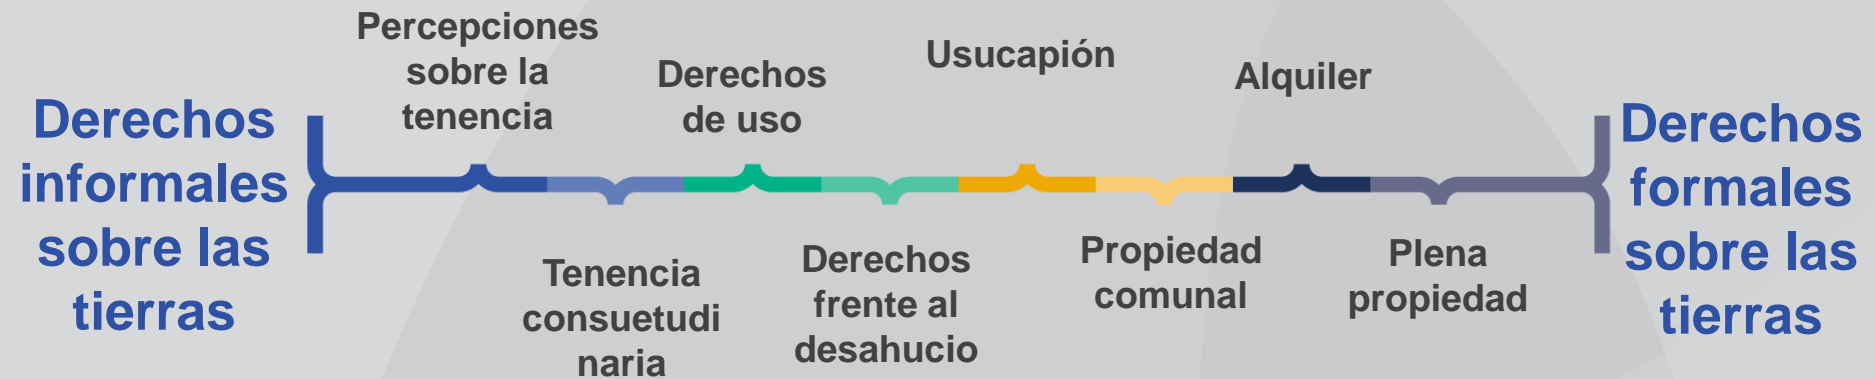 Derechos
informales
sobre las
tierras
Percepciones
sobre la
tenencia
Tenencia
consuetudi
naria
Derechos
de uso
Derechos
frente al
desahucio
Usucapión
Propiedad
comunal
Alquiler
Plena
propiedad
Derechos
formales
sobre las
tierras